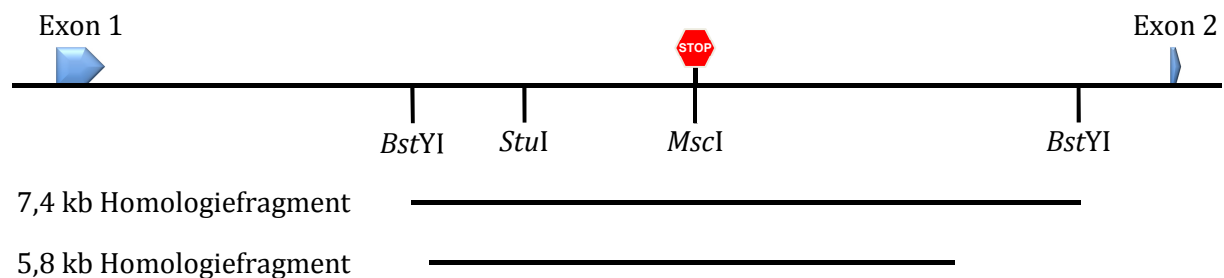 Exon 1 Exon 2
STOP
BstYI StuI MscI BstYI
7,4 kb Homologiefragment
5,8 kb Homologiefragment